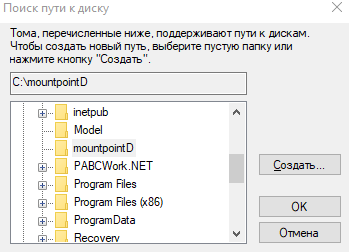 Поиск пути к диску
Тома, перечисленные ниже, поддерживают пути к дискам.
Чтобы создать новый путь, выберите пустую папку или
нажмите кнопку "Создать".
C:\mountpointD
inetpub
Model
mountpointD
PABCWork.NET
Program Files
Program Files (x86)
ProgramData
Recovery
Создать...
OK
Отмена